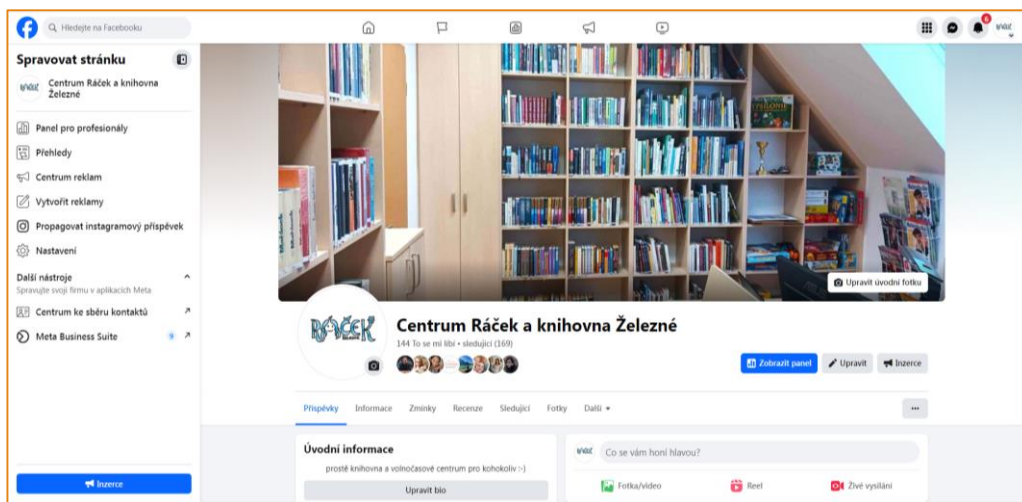 Hledejte na Facebooku
6
Spravovat stránku
Centrum Ráček a knihovna
Železné
Panel pro profesionály
Přehledy
Centrum reklam
Vytvořit reklamy
Propagovat instagramový příspěvek
Nastavení
Další nástroje
Spravujte svoji firmu v aplikacích Meta
Centrum ke sběru kontaktů
Meta Business Suite
9
Inzerce
Upravit úvodní fotku
RÁČEK
Centrum Ráček a knihovna Železné
144 To se mi líbí • sledující (169)
Zobrazit panel
Upravit
Inzerce
Příspěvky
Informace
Zmínky
Recenze
Sledující
Fotky
Další
Úvodní informace
prostě knihovna a volnočasové centrum pro kohokoliv :-)
Upravit bio
Co se vám honí hlavou?
Fotka/video
Reel
Živé vysílání